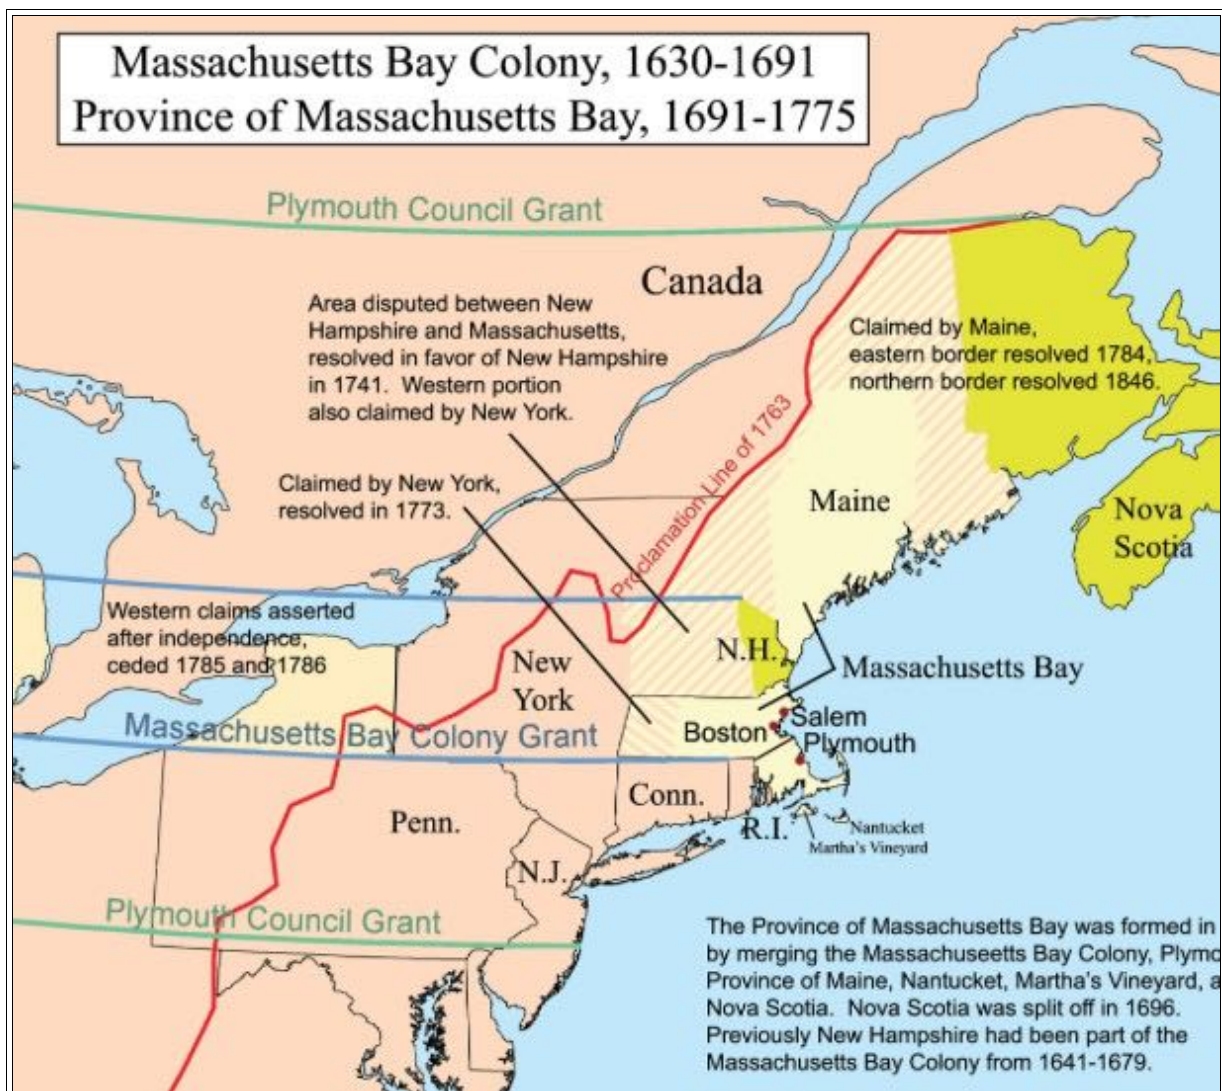 Massachusetts Bay Colony, 1630-1691
Province of Massachusetts Bay, 1691-1775
Plymouth Council Grant
Canada
Area disputed between New
Hampshire and Massachusetts,
resolved in favor of New Hampshire
in 1741. Western portion
also claimed by New York.
Claimed by Maine,
eastern border resolved 1784,
northern border resolved 1846.
Proclamation Line of 1763
Claimed by New York,
resolved in 1773.
Maine
Nova
Scotia
Western claims asserted
after independence,
ceded 1785 and 1786
New
York
N.H.
Massachusetts Bay
Massachusetts Bay Colony Grant
Boston
Salem
Plymouth
Conn.
Penn.
R.I.
Nantucket
Martha's Vineyard
N.J.
Plymouth Council Grant
The Province of Massachusetts Bay was formed in
by merging the Massachuseetts Bay Colony, Plymo
Province of Maine, Nantucket, Martha's Vineyard, a
Nova Scotia. Nova Scotia was split off in 1696.
Previously New Hampshire had been part of the
Massachusetts Bay Colony from 1641-1679.